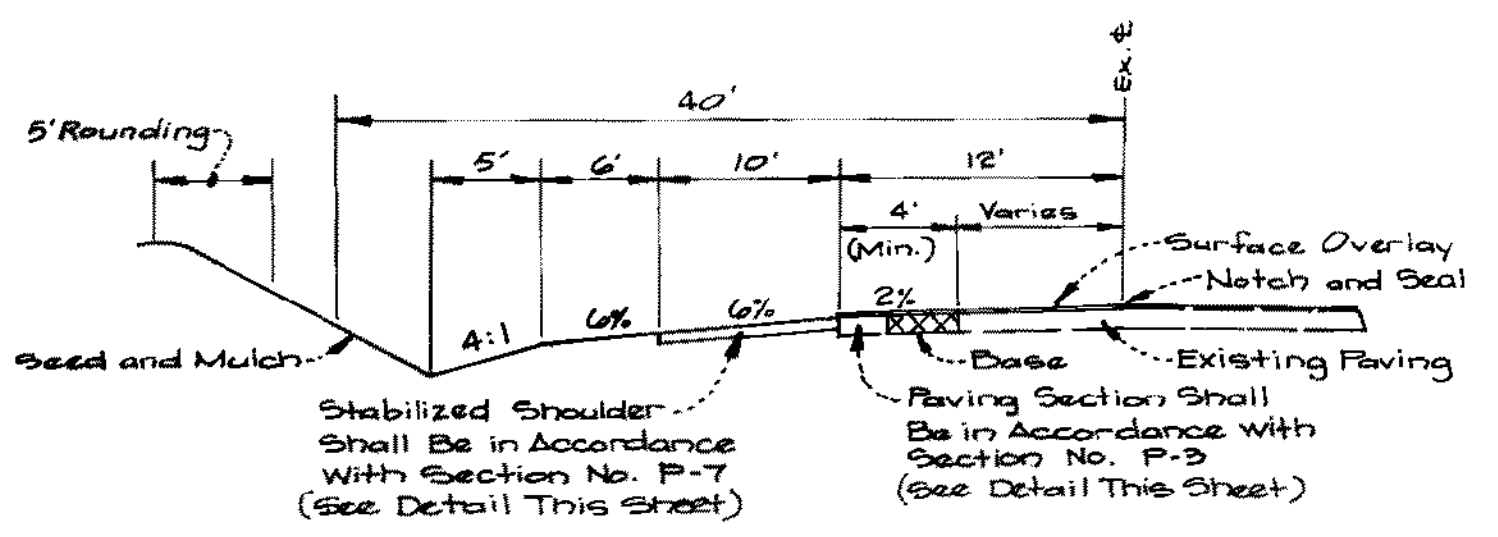 Ex. ℄
40'
5' Rounding
5' 6' 10' 12'
4' Varies
(Min.)
Surface Overlay
Notch and Seal
2%
6% 6%
4:1
Seed and Mulch
Base
Existing Paving
Stabilized Shoulder
Shall Be in Accordance
With Section No. P-7
(See Detail This Sheet)
Paving Section Shall
Be in Accordance with
Section No. P-3
(See Detail This Sheet)